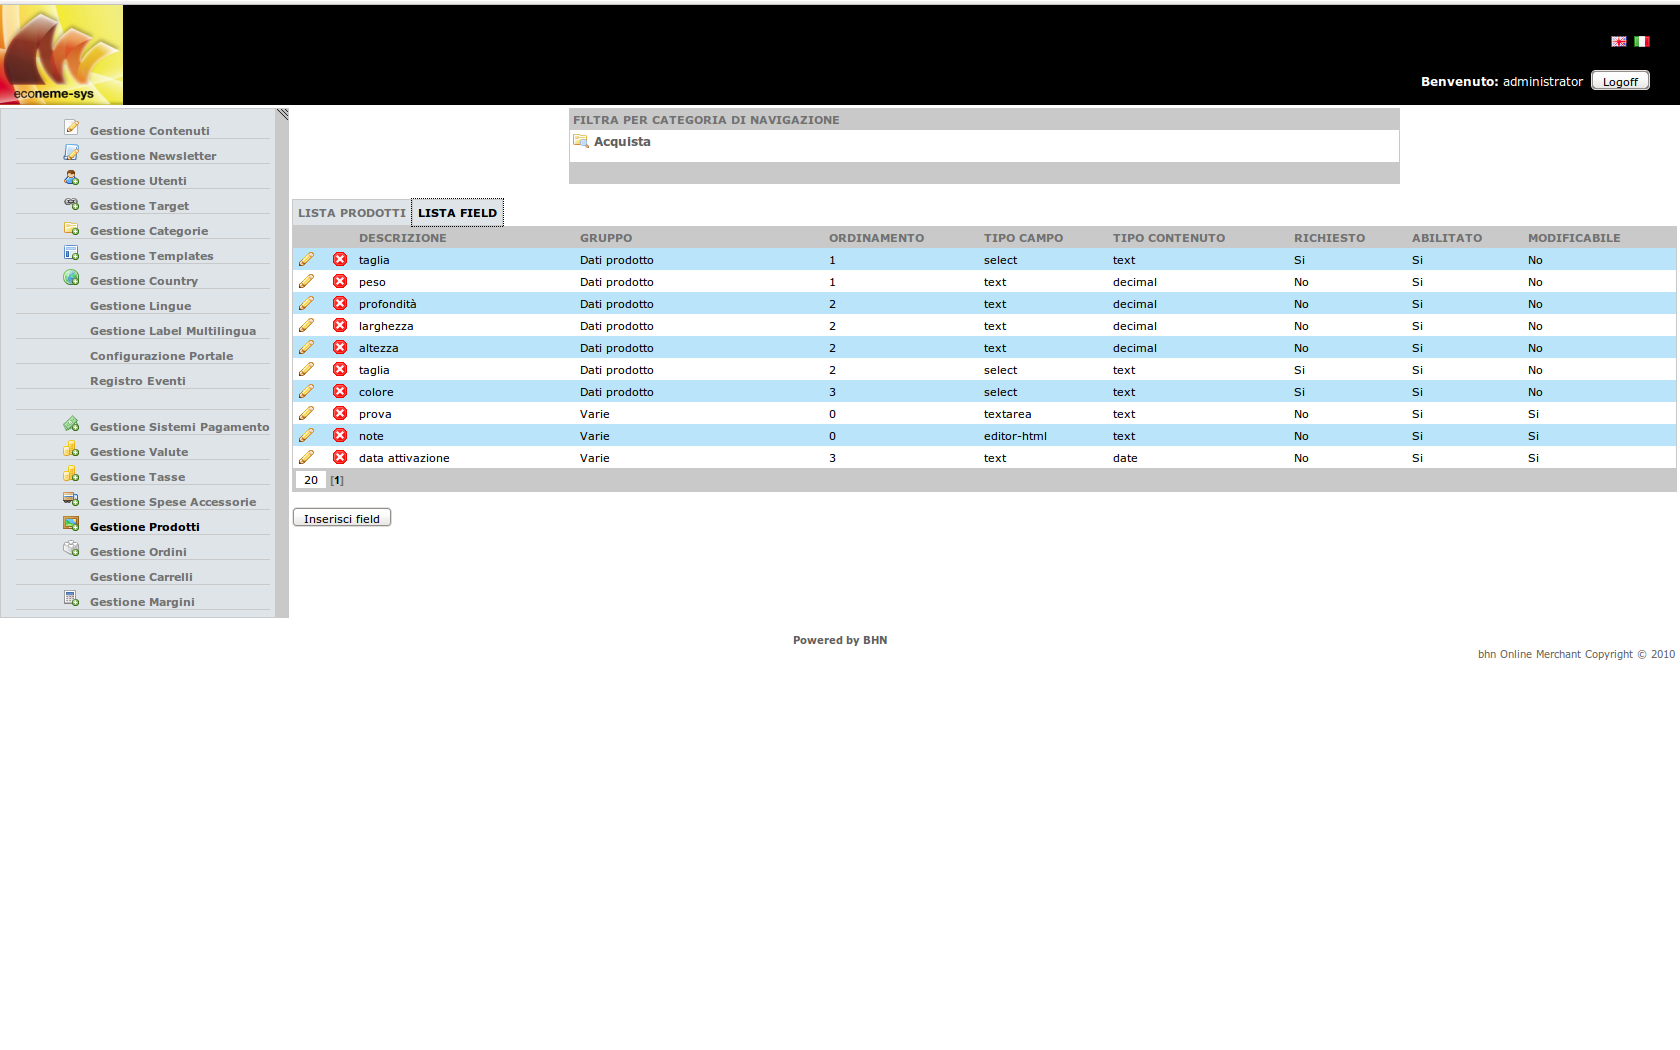 econeme-sys
Benvenuto: administrator Logoff
Gestione Contenuti
Gestione Newsletter
Gestione Utenti
Gestione Target
Gestione Categorie
Gestione Templates
Gestione Country
Gestione Lingue
Gestione Label Multilingua
Configurazione Portale
Registro Eventi
Gestione Sistemi Pagamento
Gestione Valute
Gestione Tasse
Gestione Spese Accessorie
Gestione Prodotti
Gestione Ordini
Gestione Carrelli
Gestione Margini
FILTRA PER CATEGORIA DI NAVIGAZIONE
Acquista
LISTA PRODOTTI LISTA FIELD
DESCRIZIONE GRUPPO ORDINAMENTO TIPO CAMPO TIPO CONTENUTO RICHIESTO ABILITATO MODIFICABILE
taglia Dati prodotto 1 select text Si Si No
peso Dati prodotto 1 text decimal No Si No
profondità Dati prodotto 2 text decimal No Si No
larghezza Dati prodotto 2 text decimal No Si No
altezza Dati prodotto 2 text decimal No Si No
taglia Dati prodotto 2 select text Si Si No
colore Dati prodotto 3 select text Si Si No
prova Varie 0 textarea text No Si Si
note Varie 0 editor-html text No Si Si
data attivazione Varie 3 text date No Si Si
20 [1]
Inserisci field
Powered by BHN
bhn Online Merchant Copyright © 2010